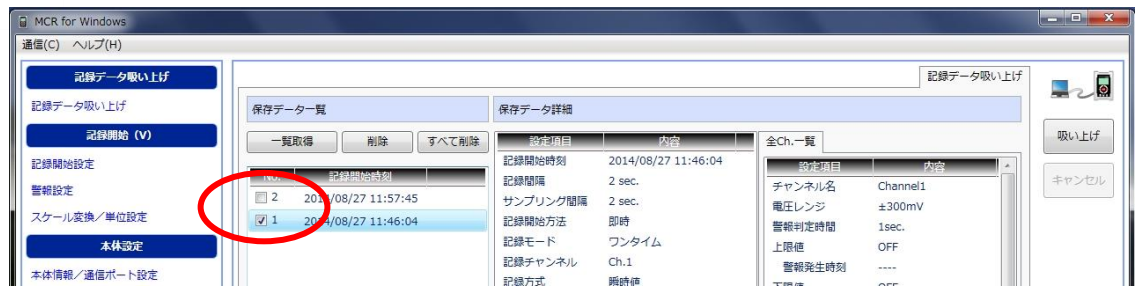 MCR for Windows
通信(C) ヘルプ(H)
記録データ吸い上げ
記録データ吸い上げ
記録開始 (V)
記録開始設定
警報設定
スケール変換/単位設定
本体設定
本体情報/通信ポート設定
記録データ吸い上げ
保存データ一覧
一覧取得 削除 すべて削除
No. 記録開始時刻
2 2014/08/27 11:57:45
1 2014/08/27 11:46:04
保存データ詳細
設定項目 内容
記録開始時刻 2014/08/27 11:46:04
記録間隔 2 sec.
サンプリング間隔 2 sec.
記録開始方法 即時
記録モード ワンタイム
記録チャンネル Ch.1
記録方式 瞬時値
全Ch.一覧
設定項目 内容
チャンネル名 Channel1
電圧レンジ ±300mV
警報判定時間 1sec.
上限値 OFF
警報発生時刻 ----
下限値 OFF
吸い上げ
キャンセル